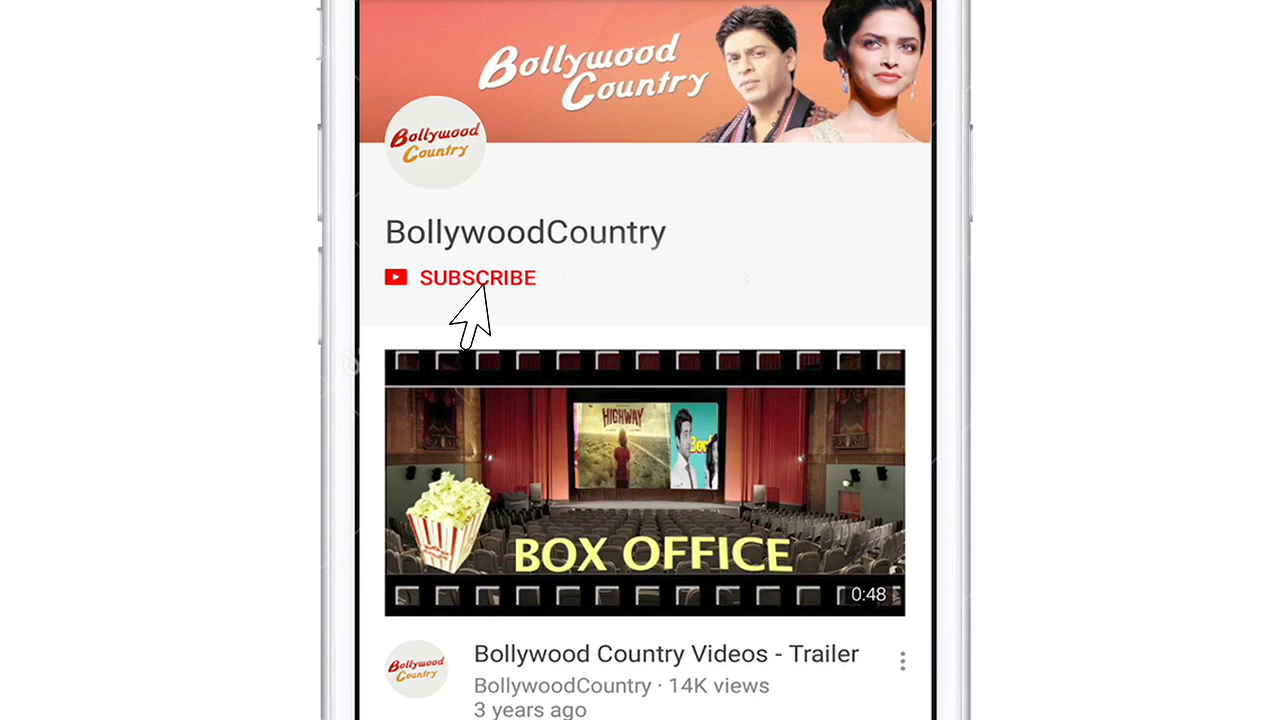 Bollywood
Country
Bollywood
Country
BollywoodCountry
SUBSCRIBE
HIGHWAY
BOX OFFICE
0:48
Bollywood
Country
Bollywood Country Videos - Trailer
BollywoodCountry · 14K views
3 years ago